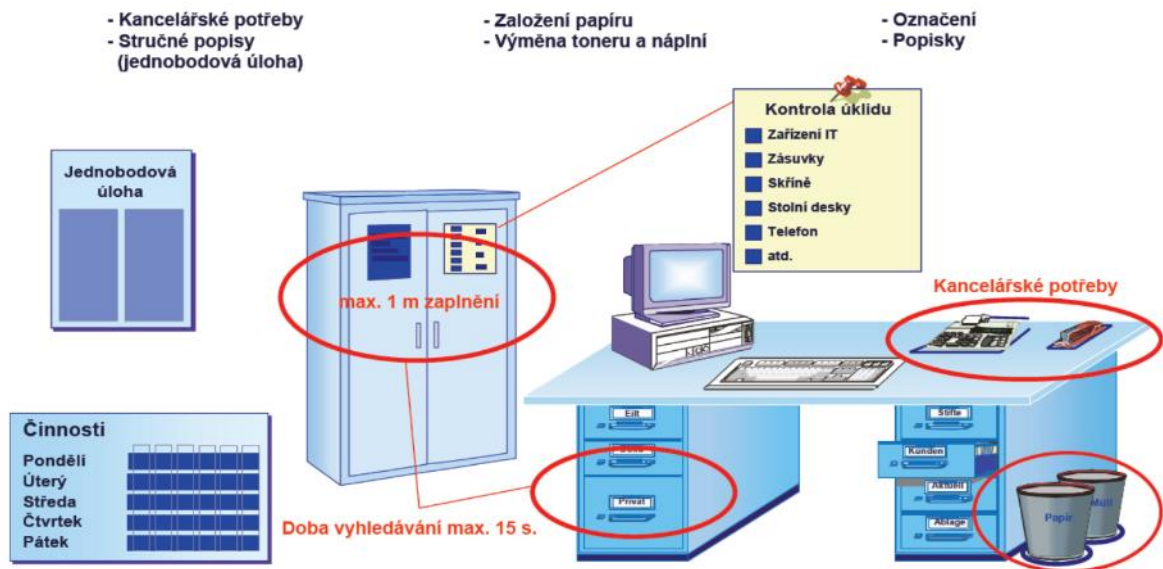 - Kancelářské potřeby
- Stručné popisy
(jednobodová úloha)
- Založení papíru
- Výměna toneru a náplní
- Označení
- Popisky
Kontrola úklidu
Zařízení IT
Zásuvky
Skříně
Stolní desky
Telefon
atd.
Jednobodová
úloha
max. 1 m zaplnění
Kancelářské potřeby
Činnosti
Pondělí
Úterý
Středa
Čtvrtek
Pátek
Doba vyhledávání max. 15 s.
Eilt
Privat
Stifte
Kunden
Aktuell
Ablage
Papír
Müll